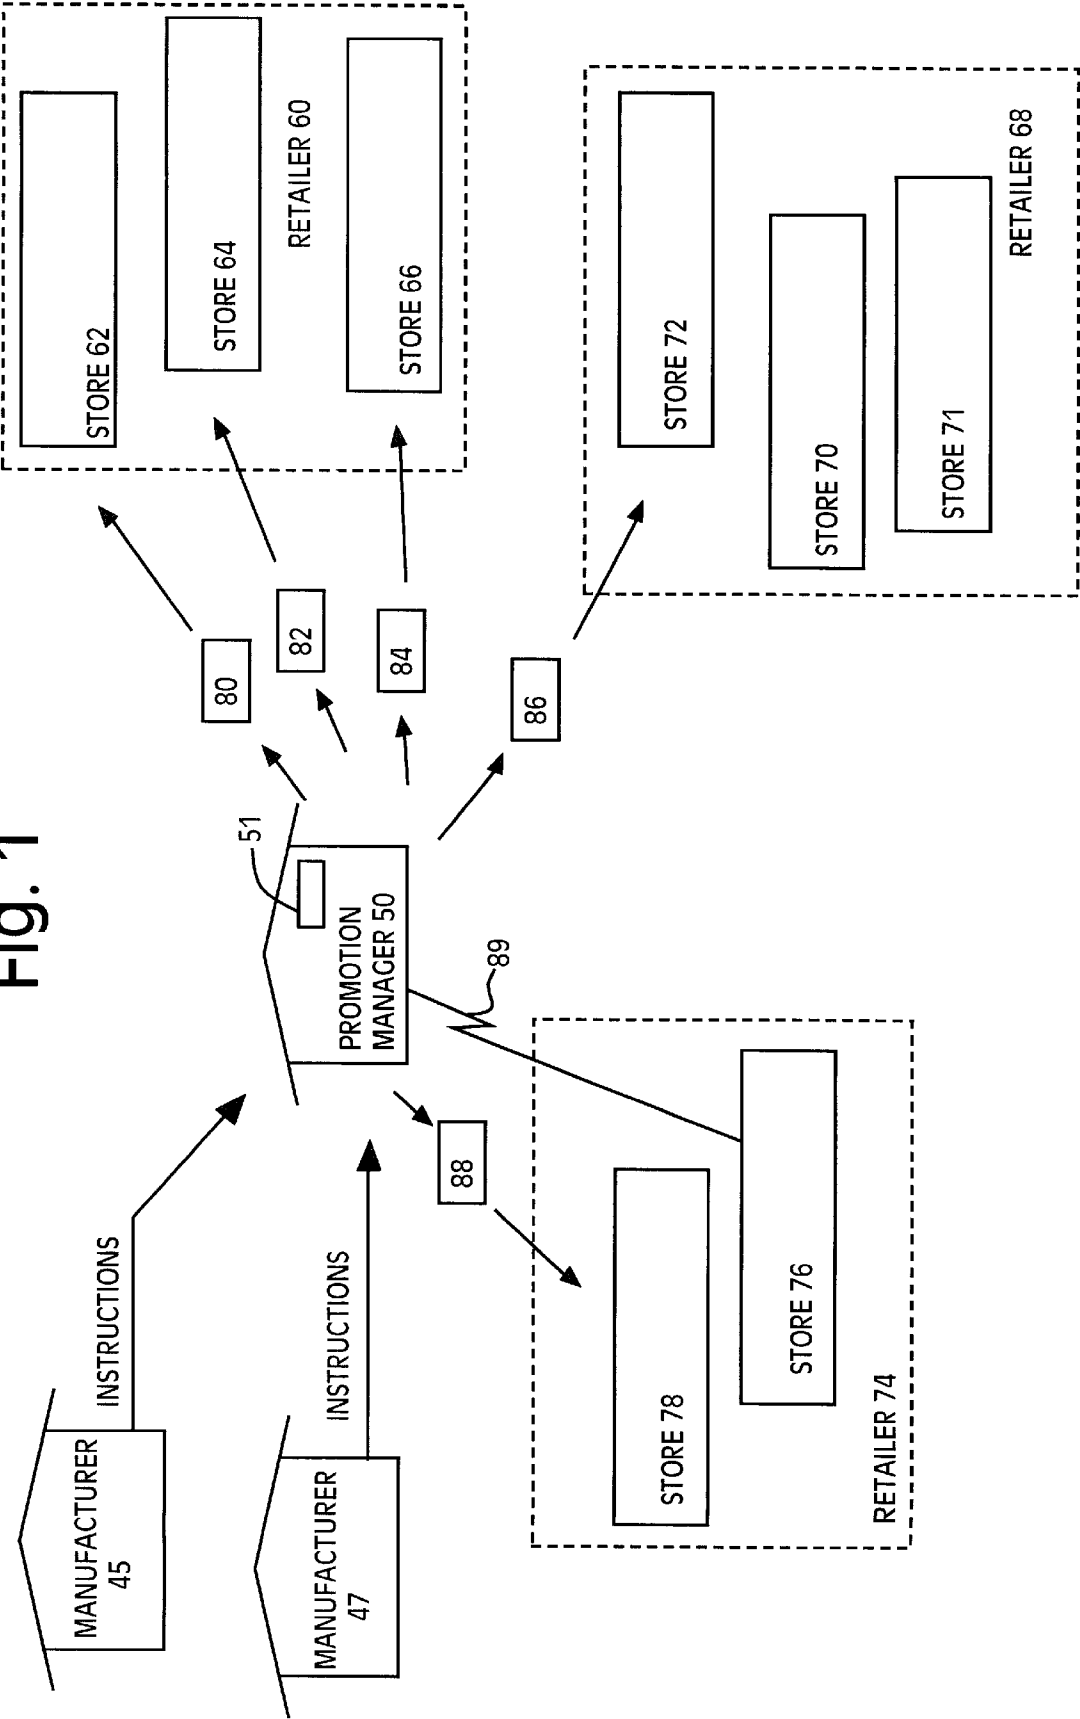 Fig. 1
MANUFACTURER
45
INSTRUCTIONS
MANUFACTURER
47
INSTRUCTIONS
51
PROMOTION
MANAGER 50
80
82
84
86
88
89
STORE 62
STORE 64
RETAILER 60
STORE 66
STORE 72
STORE 70
STORE 71
RETAILER 68
STORE 78
STORE 76
RETAILER 74